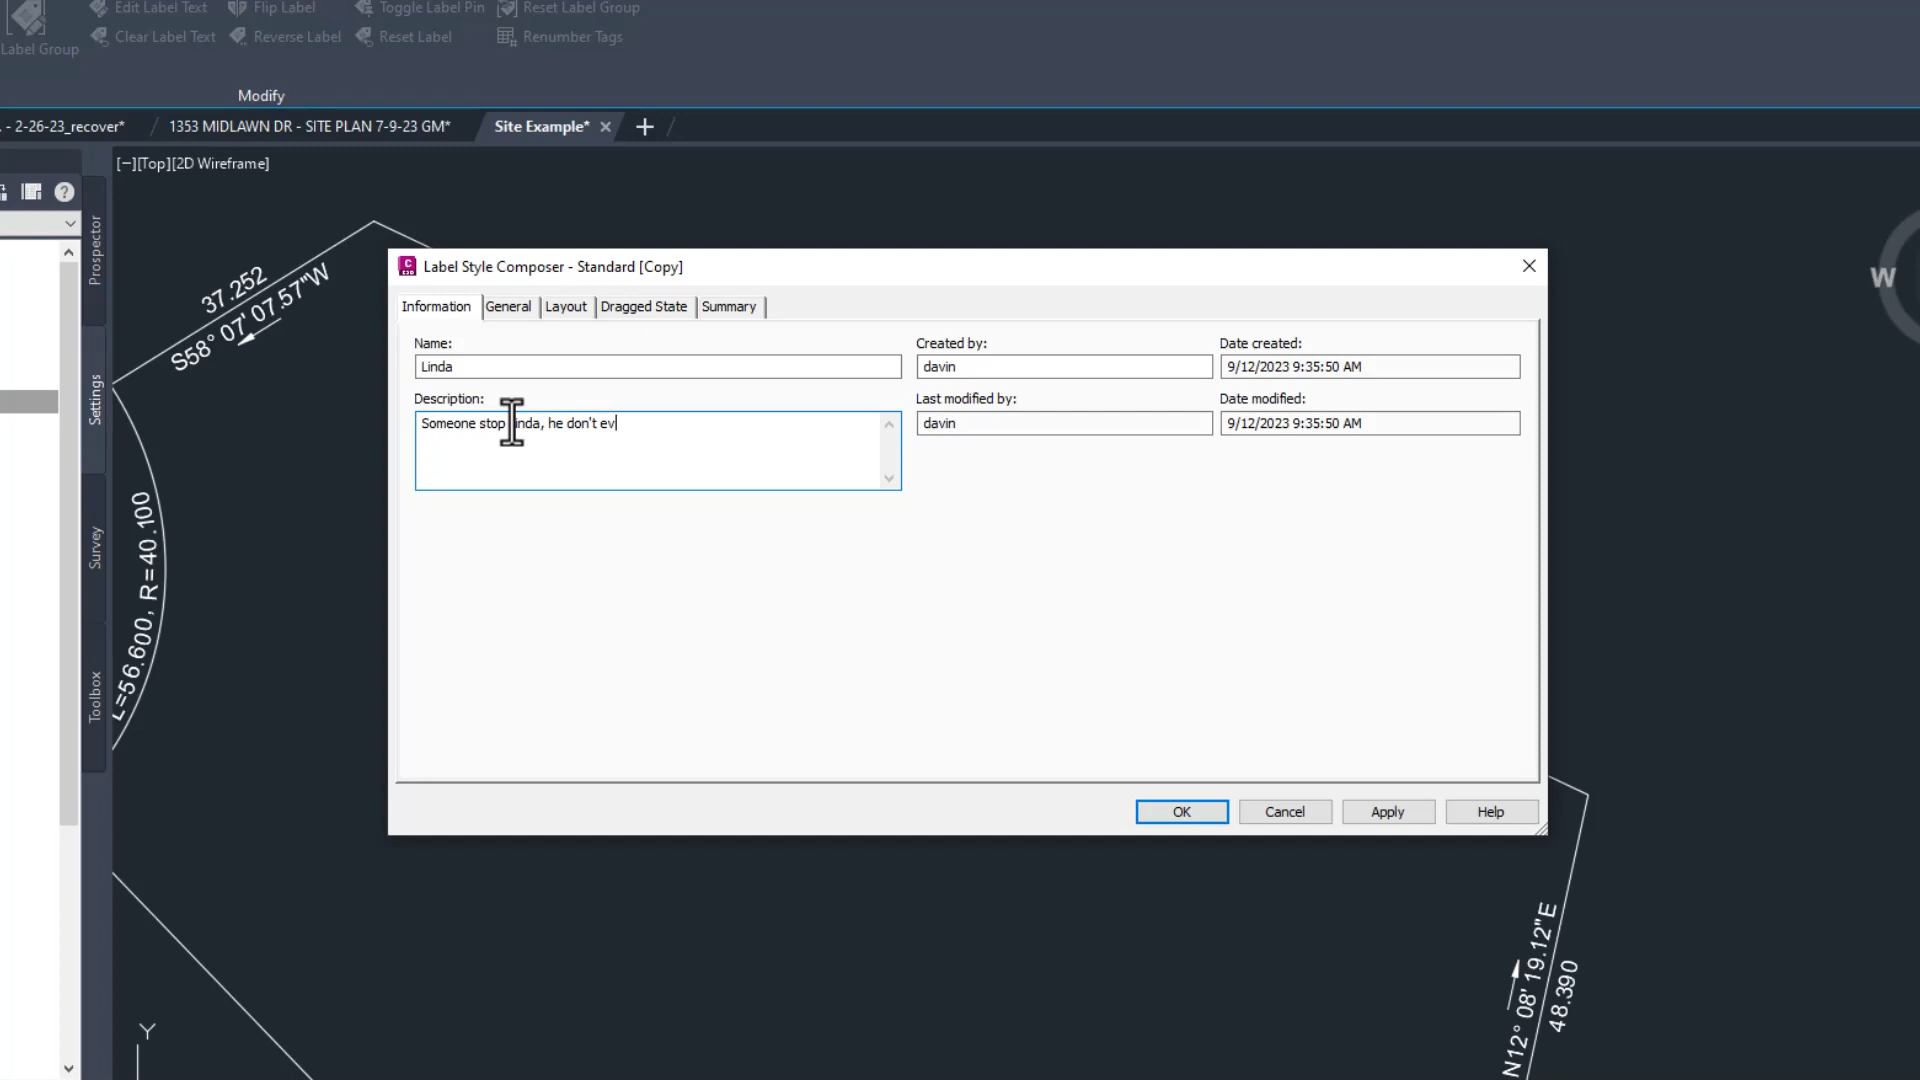 Edit Label Text
Flip Label
Toggle Label Pin
Reset Label Group
Label Group
Clear Label Text
Reverse Label
Reset Label
Renumber Tags
Modify
- 2-26-23_recover*
1353 MIDLAWN DR - SITE PLAN 7-9-23 GM*
Site Example*
[−][Top][2D Wireframe]
Prospector
Settings
Survey
Toolbox
37.252
S58° 07' 07.57"W
L=56.600, R=40.100
W
C
C3D
Label Style Composer - Standard [Copy]
Information
General
Layout
Dragged State
Summary
Name:
Created by:
Date created:
Linda
davin
9/12/2023 9:35:50 AM
Description:
Last modified by:
Date modified:
Someone stop inda, he don't ev
davin
9/12/2023 9:35:50 AM
OK
Cancel
Apply
Help
N12° 08' 19.12"E
48.390
Y